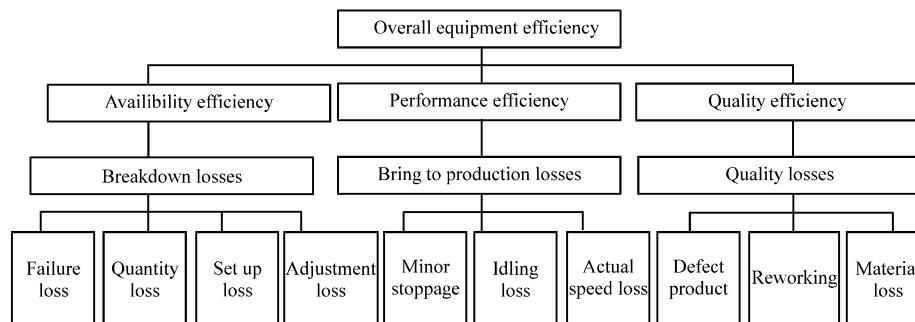 Overall equipment efficiency
Availibility efficiency
Performance efficiency
Quality efficiency
Breakdown losses
Bring to production losses
Quality losses
Failure
loss
Quantity
loss
Set up
loss
Adjustment
loss
Minor
stoppage
Idling
loss
Actual
speed loss
Defect
product
Reworking
Material
loss